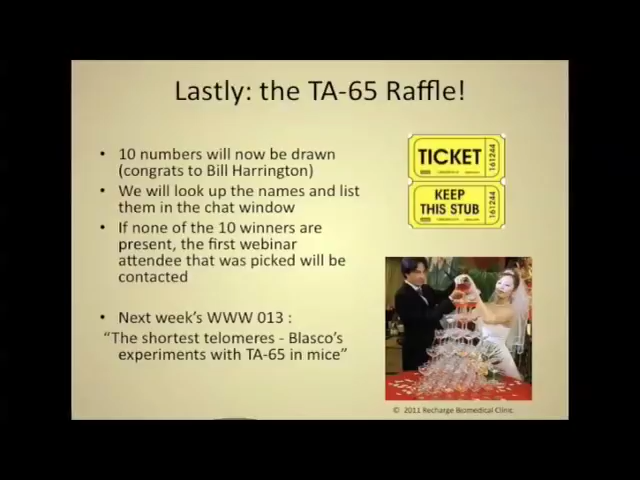 Lastly: the TA-65 Raffle!
• 10 numbers will now be drawn
(congrats to Bill Harrington)
• We will look up the names and list
them in the chat window
• If none of the 10 winners are
present, the first webinar
attendee that was picked will be
contacted
• Next week's WWW 013 :
"The shortest telomeres - Blasco's
experiments with TA-65 in mice"
TICKET
161244
KEEP
THIS STUB
161244
© 2011 Recharge Biomedical Clinic.